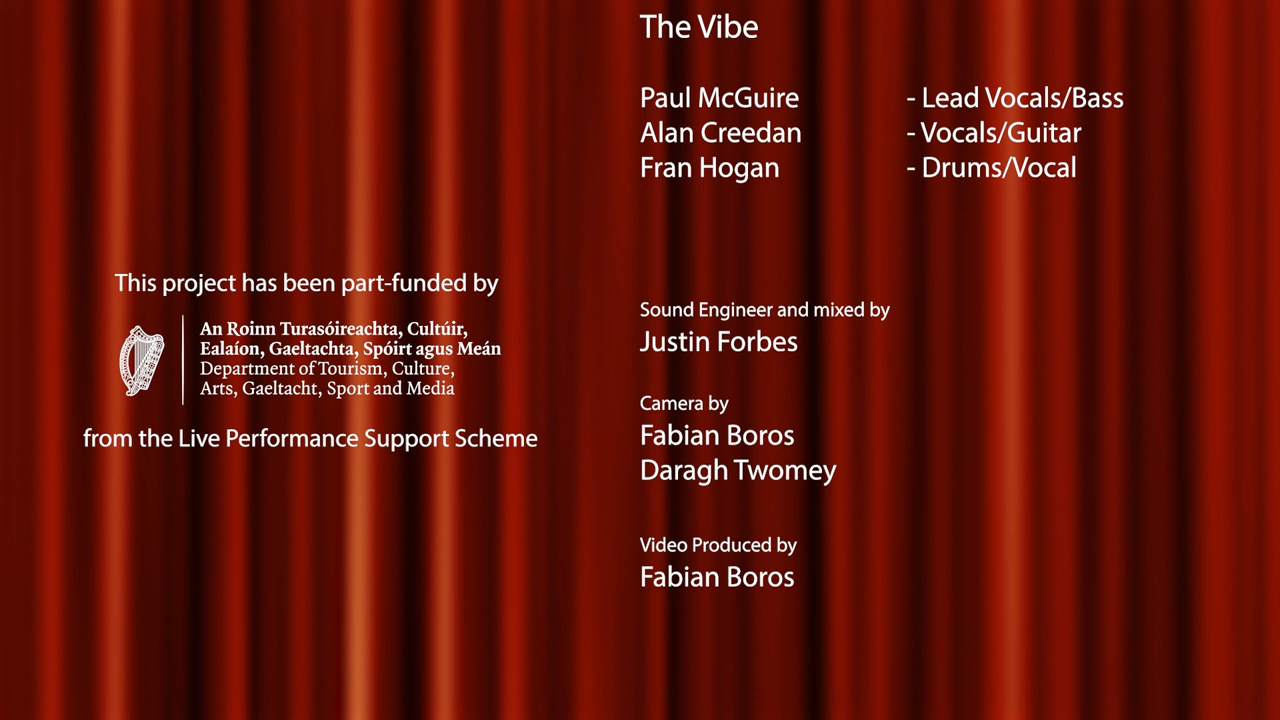 The Vibe
Paul McGuire - Lead Vocals/Bass
Alan Creedan - Vocals/Guitar
Fran Hogan - Drums/Vocal
This project has been part-funded by
An Roinn Turasóireachta, Cultúir,
Ealaíon, Gaeltachta, Spóirt agus Meán
Department of Tourism, Culture,
Arts, Gaeltacht, Sport and Media
from the Live Performance Support Scheme
Sound Engineer and mixed by
Justin Forbes
Camera by
Fabian Boros
Daragh Twomey
Video Produced by
Fabian Boros